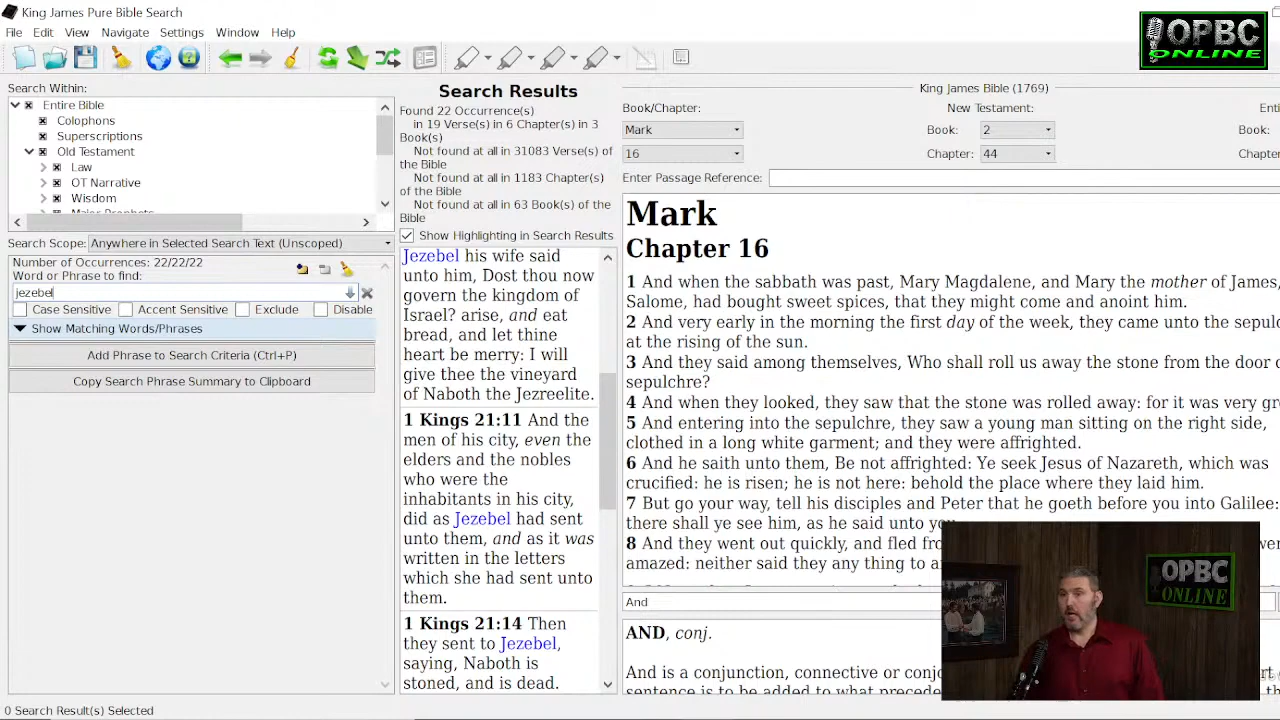 King James Pure Bible Search
File Edit View Navigate Settings Window Help
OPBC
ONLINE
Search Within:
Entire Bible
Colophons
Superscriptions
Old Testament
Law
OT Narrative
Wisdom
Major Prophets
Search Scope: Anywhere in Selected Search Text (Unscoped)
Number of Occurrences: 22/22/22
Word or Phrase to find:
jezebel
Case Sensitive Accent Sensitive Exclude Disable
Show Matching Words/Phrases
Add Phrase to Search Criteria (Ctrl+P)
Copy Search Phrase Summary to Clipboard
0 Search Result(s) Selected
Search Results
Found 22 Occurrence(s)
in 19 Verse(s) in 6 Chapter(s) in 3
Book(s)
Not found at all in 31083 Verse(s) of
the Bible
Not found at all in 1183 Chapter(s)
of the Bible
Not found at all in 63 Book(s) of the
Bible
Show Highlighting in Search Results
Jezebel his wife said
unto him, Dost thou now
govern the kingdom of
Israel? arise, and eat
bread, and let thine
heart be merry: I will
give thee the vineyard
of Naboth the Jezreelite.
1 Kings 21:11 And the
men of his city, even the
elders and the nobles
who were the
inhabitants in his city,
did as Jezebel had sent
unto them, and as it was
written in the letters
which she had sent unto
them.
1 Kings 21:14 Then
they sent to Jezebel,
saying, Naboth is
stoned, and is dead.
King James Bible (1769)
Book/Chapter: New Testament:
Mark Book: 2 Book:
16 Chapter: 44
Enter Passage Reference:
Mark
Chapter 16
1 And when the sabbath was past, Mary Magdalene, and Mary the mother of James,
Salome, had bought sweet spices, that they might come and anoint him.
2 And very early in the morning the first day of the week, they came unto the
at the rising of the sun.
3 And they said among themselves, Who shall roll us away the stone from the door
sepulchre?
4 And when they looked, they saw that the stone was rolled away: for it was very
5 And entering into the sepulchre, they saw a young man sitting on the right side,
clothed in a long white garment; and they were affrighted.
6 And he saith unto them, Be not affrighted: Ye seek Jesus of Nazareth, which was
crucified: he is risen; he is not here: behold the place where they laid him.
7 But go your way, tell his disciples and Peter that he goeth before you into Galilee:
there shall ye see him, as he said unto
8 And they went out quickly, and fled
amazed: neither said they any thing to
And
AND, conj.
And is a conjunction, connective or
sentence is to be added to what
OPBC
ONLINE